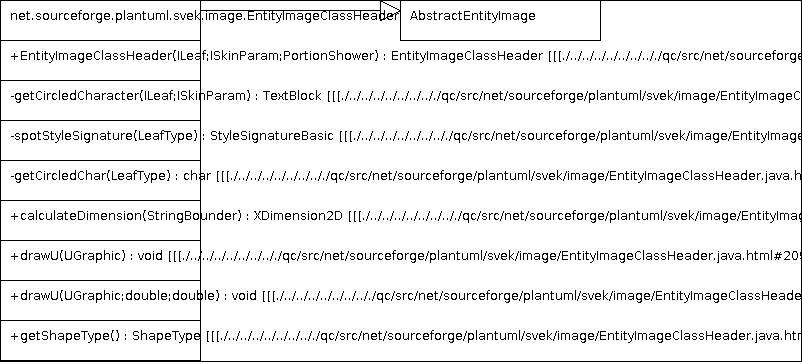 net.sourceforge.plantuml.svek.image.EntityImageClassHeader
AbstractEntityImage
+EntityImageClassHeader(ILeaf;ISkinParam;PortionShower) : EntityImageClassHeader [[[./../../../../../../../../qc/src/net/sourceforge
-getCircledCharacter(ILeaf;ISkinParam) : TextBlock [[[./../../../../../../../../qc/src/net/sourceforge/plantuml/svek/image/EntityImageC
-spotStyleSignature(LeafType) : StyleSignatureBasic [[[./../../../../../../../../qc/src/net/sourceforge/plantuml/svek/image/EntityImage
-getCircledChar(LeafType) : char [[[./../../../../../../../../qc/src/net/sourceforge/plantuml/svek/image/EntityImageClassHeader.java.h
+calculateDimension(StringBounder) : XDimension2D [[[./../../../../../../../../qc/src/net/sourceforge/plantuml/svek/image/EntityImag
+drawU(UGraphic) : void [[[./../../../../../../../../qc/src/net/sourceforge/plantuml/svek/image/EntityImageClassHeader.java.html#209
+drawU(UGraphic;double;double) : void [[[./../../../../../../../../qc/src/net/sourceforge/plantuml/svek/image/EntityImageClassHeade
+getShapeType() : ShapeType [[[./../../../../../../../../qc/src/net/sourceforge/plantuml/svek/image/EntityImageClassHeader.java.htm